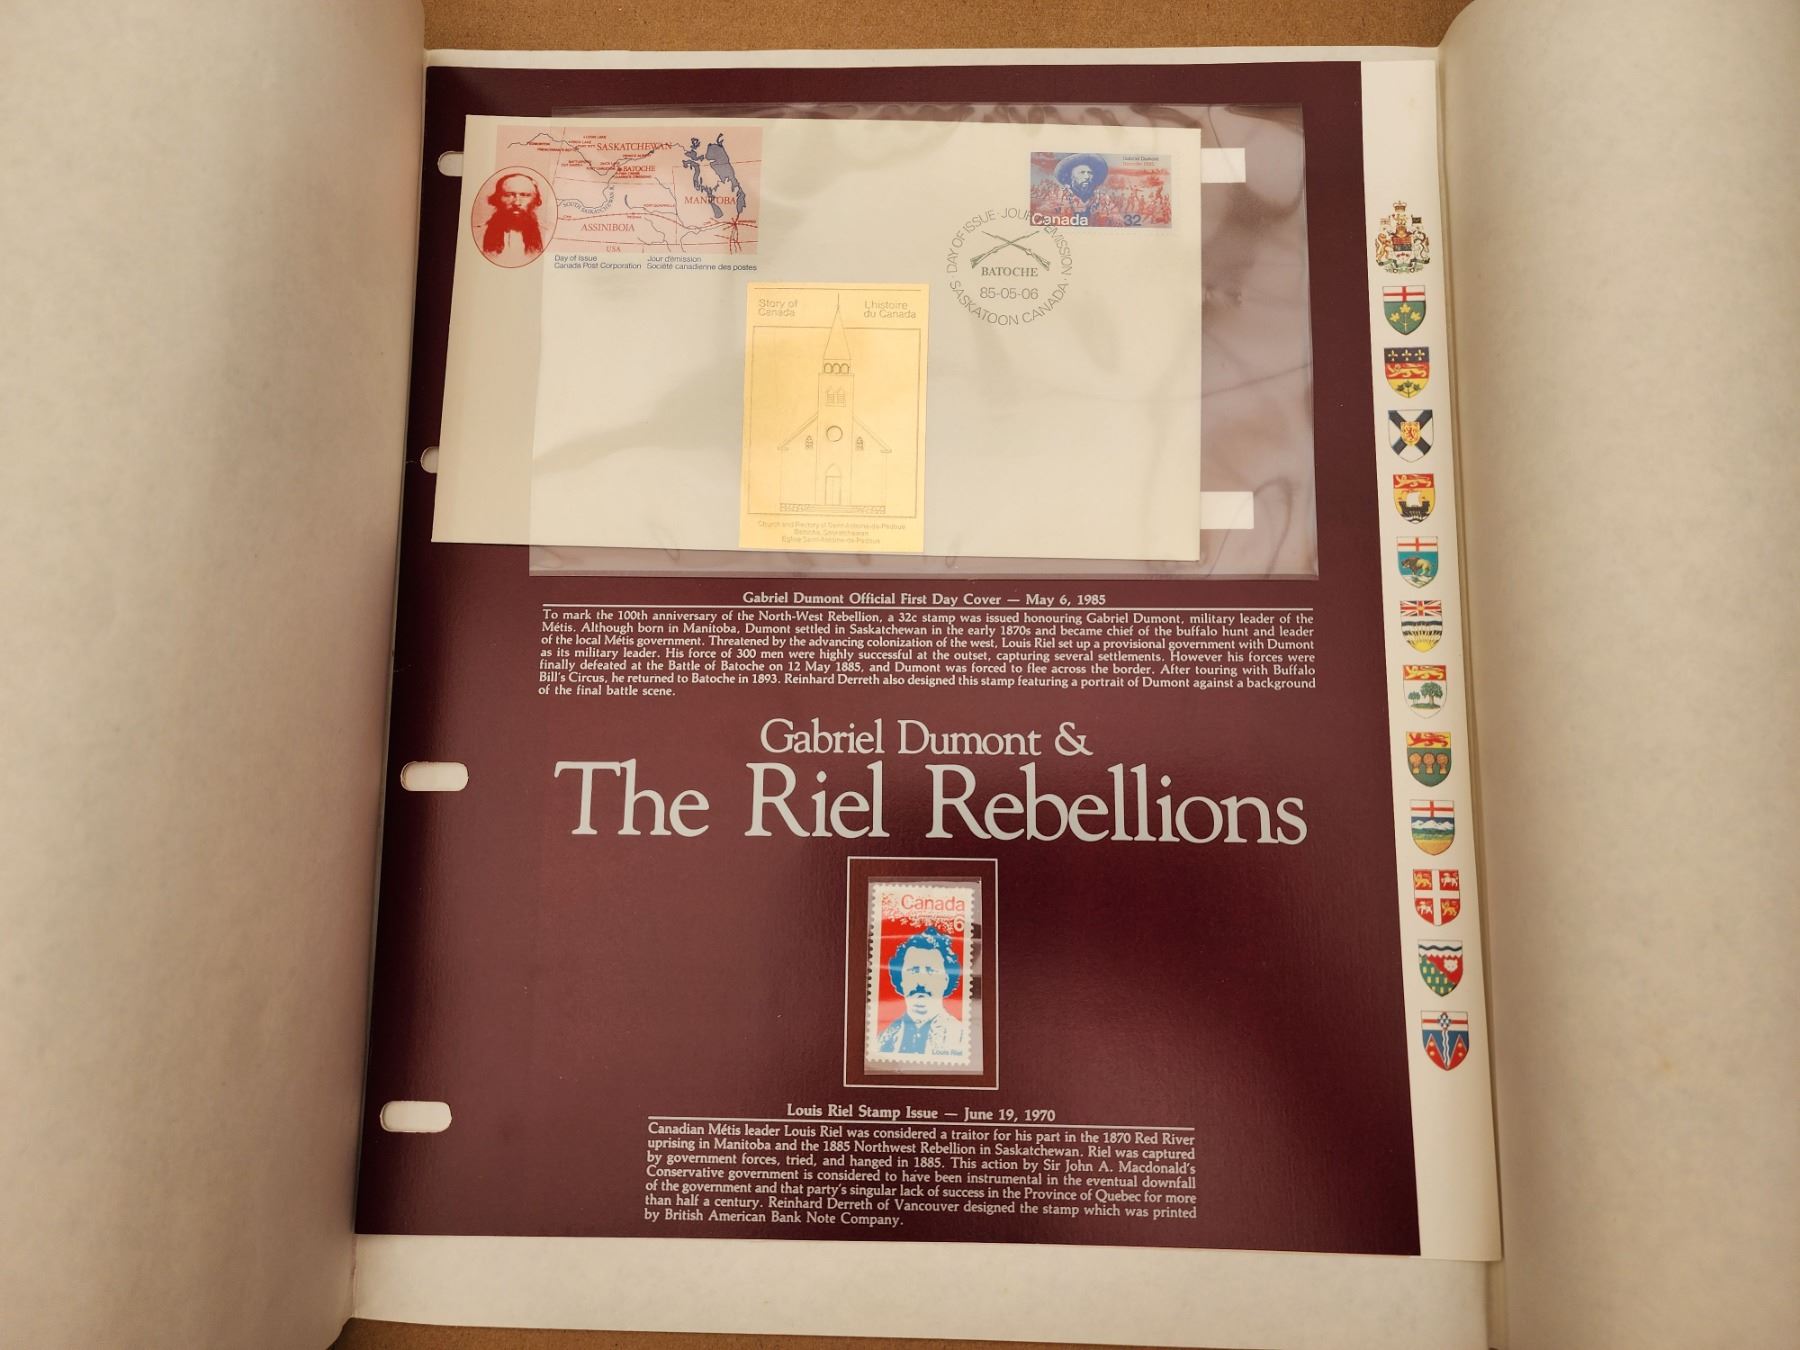 SASKATCHEWAN
BATOCHE
MANITOBA
ASSINIBOIA
USA
Day of Issue Jour d'émission
Canada Post Corporation Société canadienne des postes
Gabriel Dumont
Canada 32
DAY OF ISSUE · JOUR D'ÉMISSION
BATOCHE
85-05-06
SASKATOON CANADA
Story of L'histoire
Canada du Canada
Church and Rectory of Saint-Antoine-de-Padoue
Batoche, Saskatchewan
Église Saint-Antoine-de-Padoue
Gabriel Dumont Official First Day Cover — May 6, 1985
To mark the 100th anniversary of the North-West Rebellion, a 32c stamp was issued honouring Gabriel Dumont, military leader of the
Métis. Although born in Manitoba, Dumont settled in Saskatchewan in the early 1870s and became chief of the buffalo hunt and leader
of the local Métis government. Threatened by the advancing colonization of the west, Louis Riel set up a provisional government with Dumont
as its military leader. His force of 300 men were highly successful at the outset, capturing several settlements. However his forces were
finally defeated at the Battle of Batoche on 12 May 1885, and Dumont was forced to flee across the border. After touring with Buffalo
Bill's Circus, he returned to Batoche in 1893. Reinhard Derreth also designed this stamp featuring a portrait of Dumont against a background
of the final battle scene.
Gabriel Dumont &
The Riel Rebellions
Canada
6
Louis Riel
Louis Riel Stamp Issue — June 19, 1970
Canadian Métis leader Louis Riel was considered a traitor for his part in the 1870 Red River
uprising in Manitoba and the 1885 Northwest Rebellion in Saskatchewan. Riel was captured
by government forces, tried, and hanged in 1885. This action by Sir John A. Macdonald's
Conservative government is considered to have been instrumental in the eventual downfall
of the government and that party's singular lack of success in the Province of Quebec for more
than half a century. Reinhard Derreth of Vancouver designed the stamp which was printed
by British American Bank Note Company.